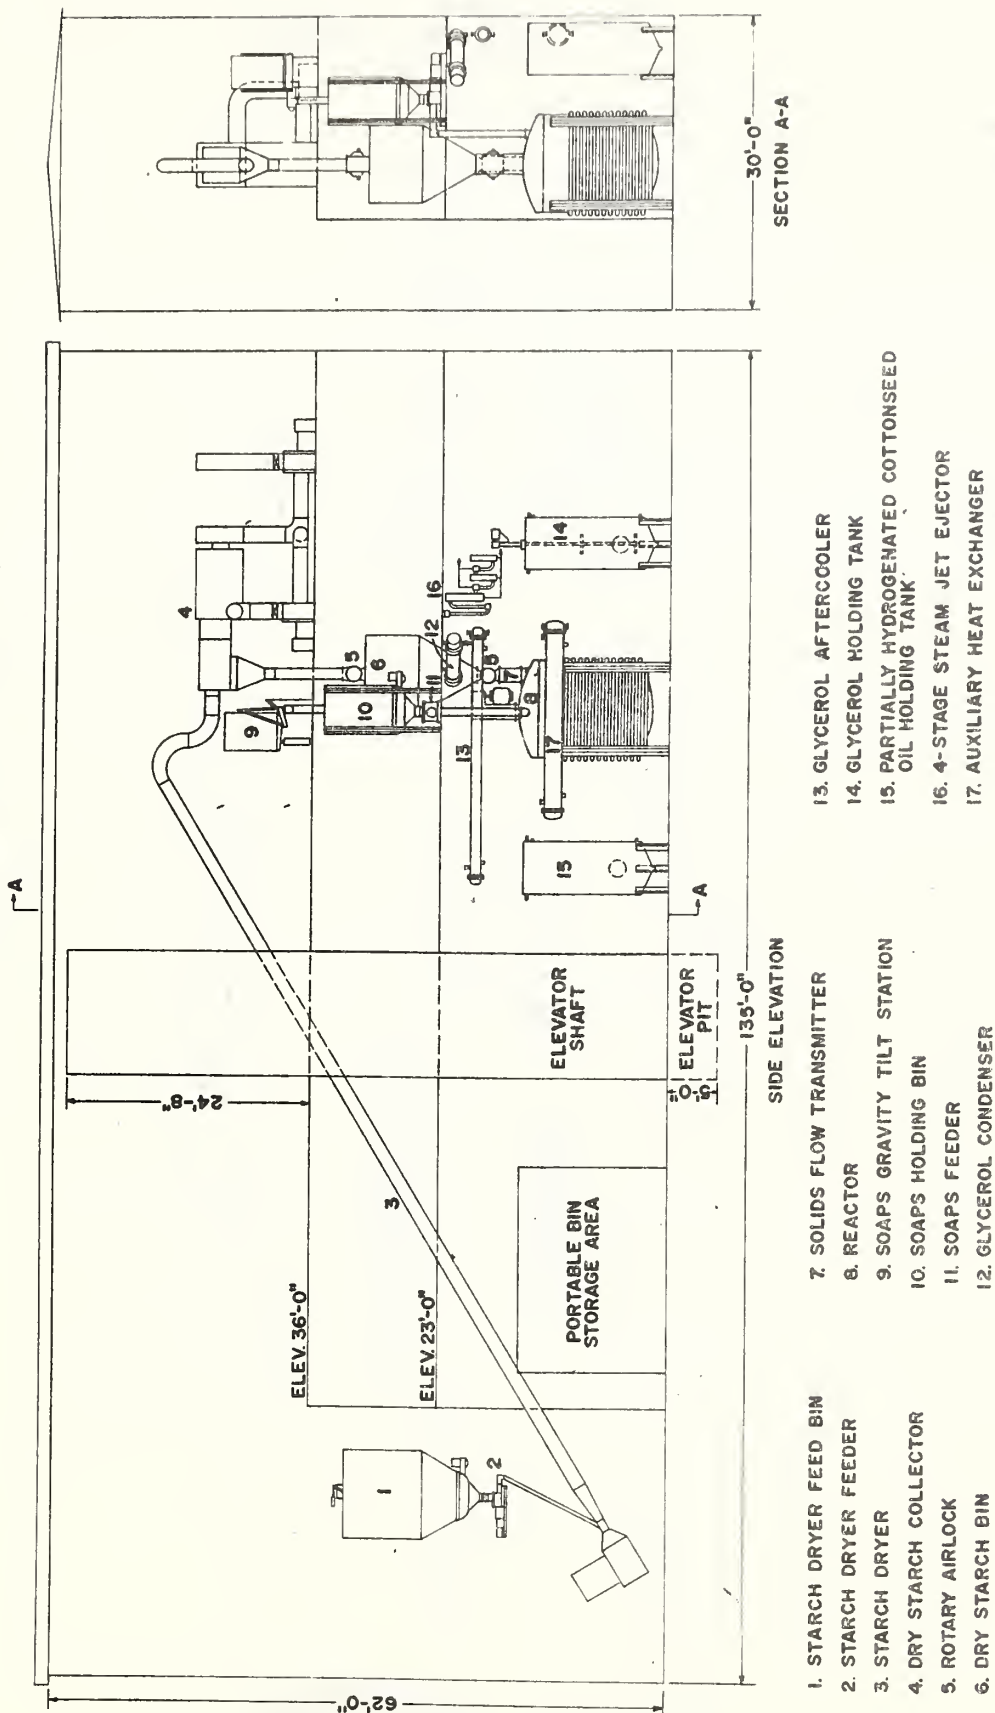 62'-0"
1
2
3
ELEV. 36'-0"
ELEV. 23'-0"
PORTABLE BIN
STORAGE AREA
24'-8"
ELEVATOR
SHAFT
ELEVATOR
PIT
5'-0"
A
A
4
9
5
6
10
11
12
16
13
5
7
8
17
14
15
135'-0"
SIDE ELEVATION
30'-0"
SECTION A-A
1. STARCH DRYER FEED BIN
2. STARCH DRYER FEEDER
3. STARCH DRYER
4. DRY STARCH COLLECTOR
5. ROTARY AIRLOCK
6. DRY STARCH BIN
7. SOLIDS FLOW TRANSMITTER
8. REACTOR
9. SOAPS GRAVITY TILT STATION
10. SOAPS HOLDING BIN
11. SOAPS FEEDER
12. GLYCEROL CONDENSER
13. GLYCEROL AFTERCOOLER
14. GLYCEROL HOLDING TANK
15. PARTIALLY HYDROGENATED COTTONSEED
OIL HOLDING TANK
16. 4-STAGE STEAM JET EJECTOR
17. AUXILIARY HEAT EXCHANGER